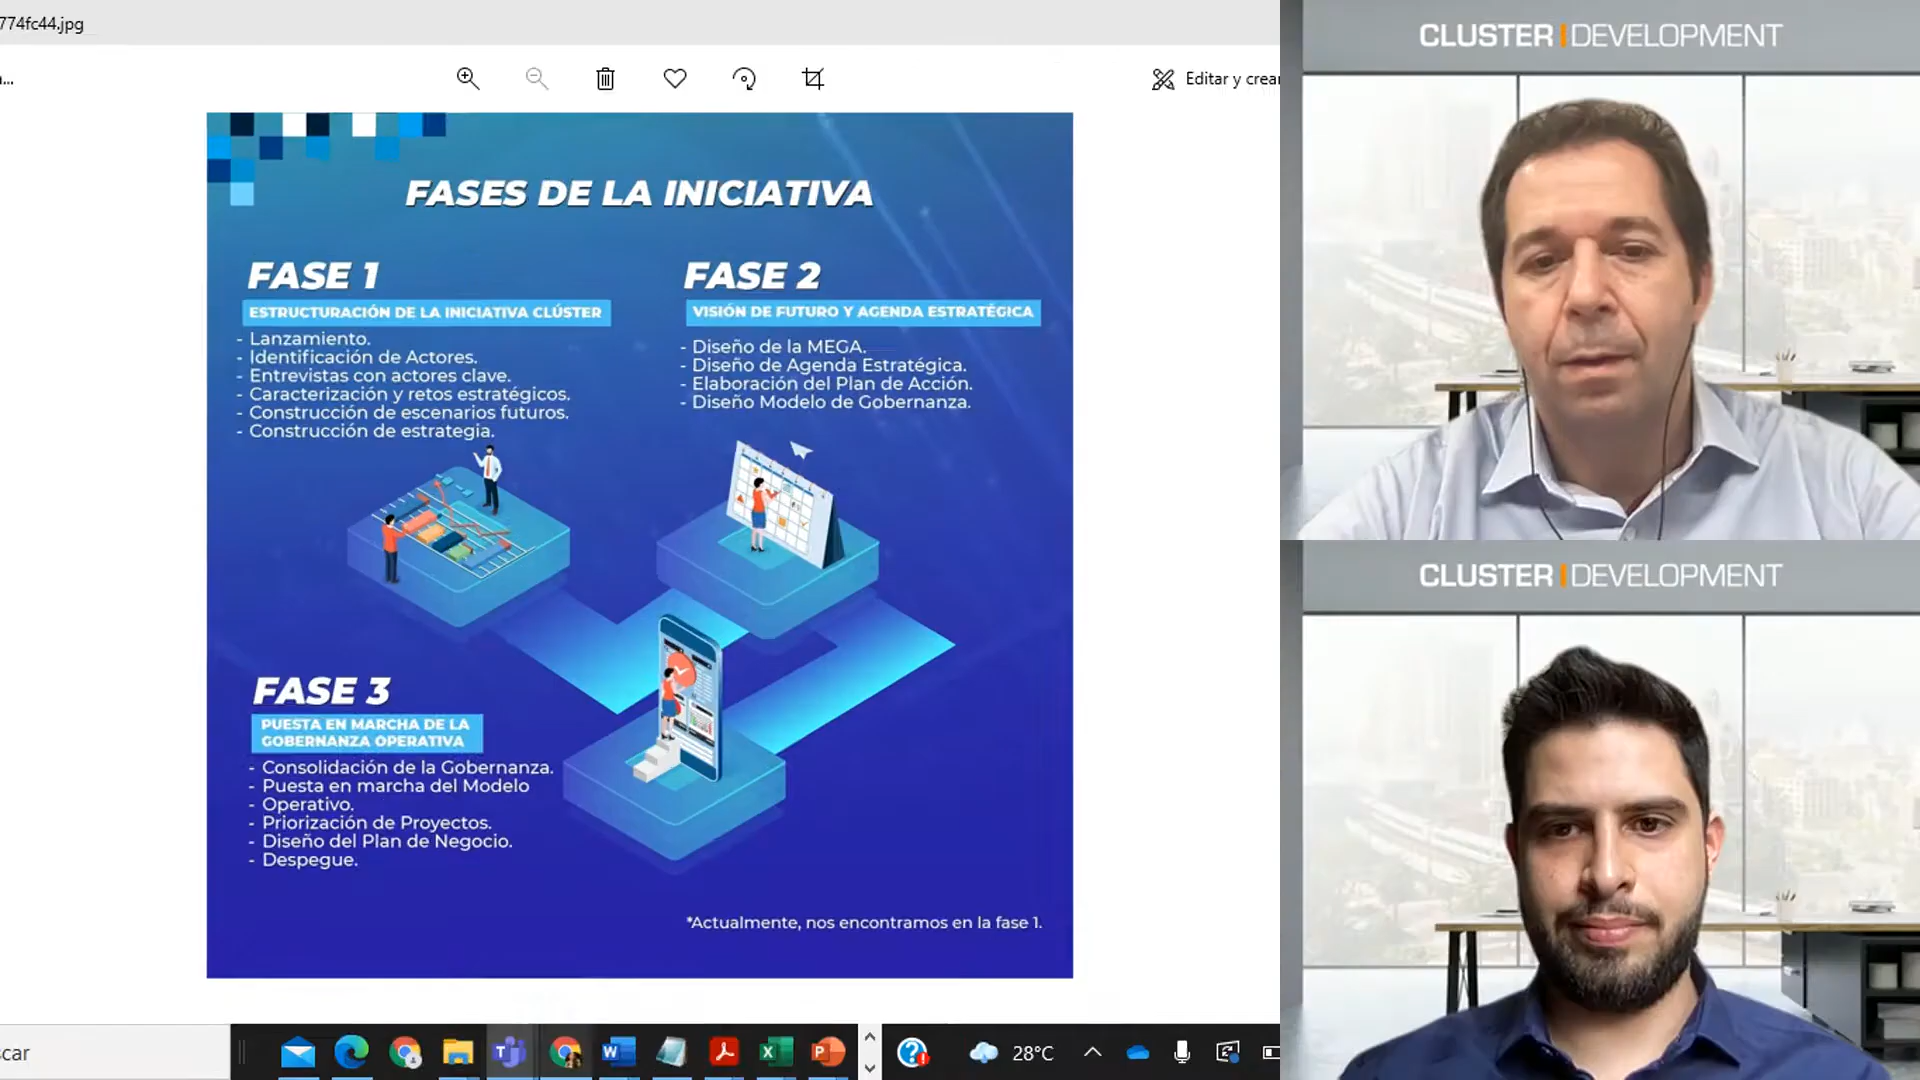 774fc44.jpg
Editar y crear
FASES DE LA INICIATIVA
FASE 1
ESTRUCTURACIÓN DE LA INICIATIVA CLÚSTER
- Lanzamiento.
- Identificación de Actores.
- Entrevistas con actores clave.
- Caracterización y retos estratégicos.
- Construcción de escenarios futuros.
- Construcción de estrategia.
FASE 2
VISIÓN DE FUTURO Y AGENDA ESTRATÉGICA
- Diseño de la MEGA.
- Diseño de Agenda Estratégica.
- Elaboración del Plan de Acción.
- Diseño Modelo de Gobernanza.
FASE 3
PUESTA EN MARCHA DE LA
GOBERNANZA OPERATIVA
- Consolidación de la Gobernanza.
- Puesta en marcha del Modelo
- Operativo.
- Priorización de Proyectos.
- Diseño del Plan de Negocio.
- Despegue.
*Actualmente, nos encontramos en la fase 1.
car
28°C
CLUSTER | DEVELOPMENT
CLUSTER | DEVELOPMENT